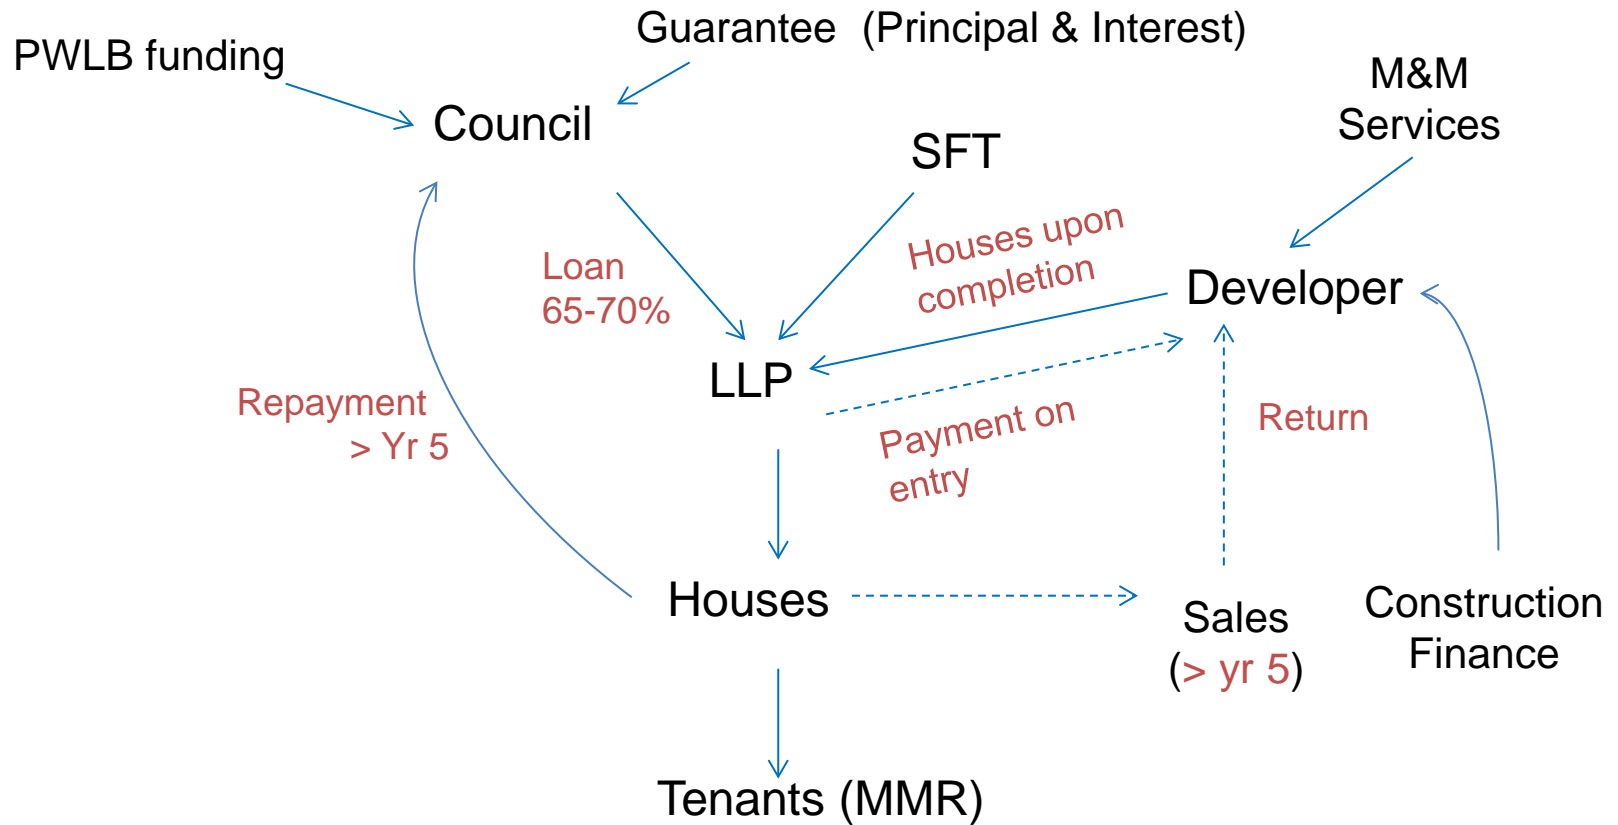 Guarantee (Principal & Interest)
PWLB funding
M&M
Services
Council
SFT
Houses upon
completion
Loan
65-70%
Developer
LLP
Repayment
> Yr 5
Payment on
entry
Return
Houses
Sales
(> yr 5)
Construction
Finance
Tenants (MMR)